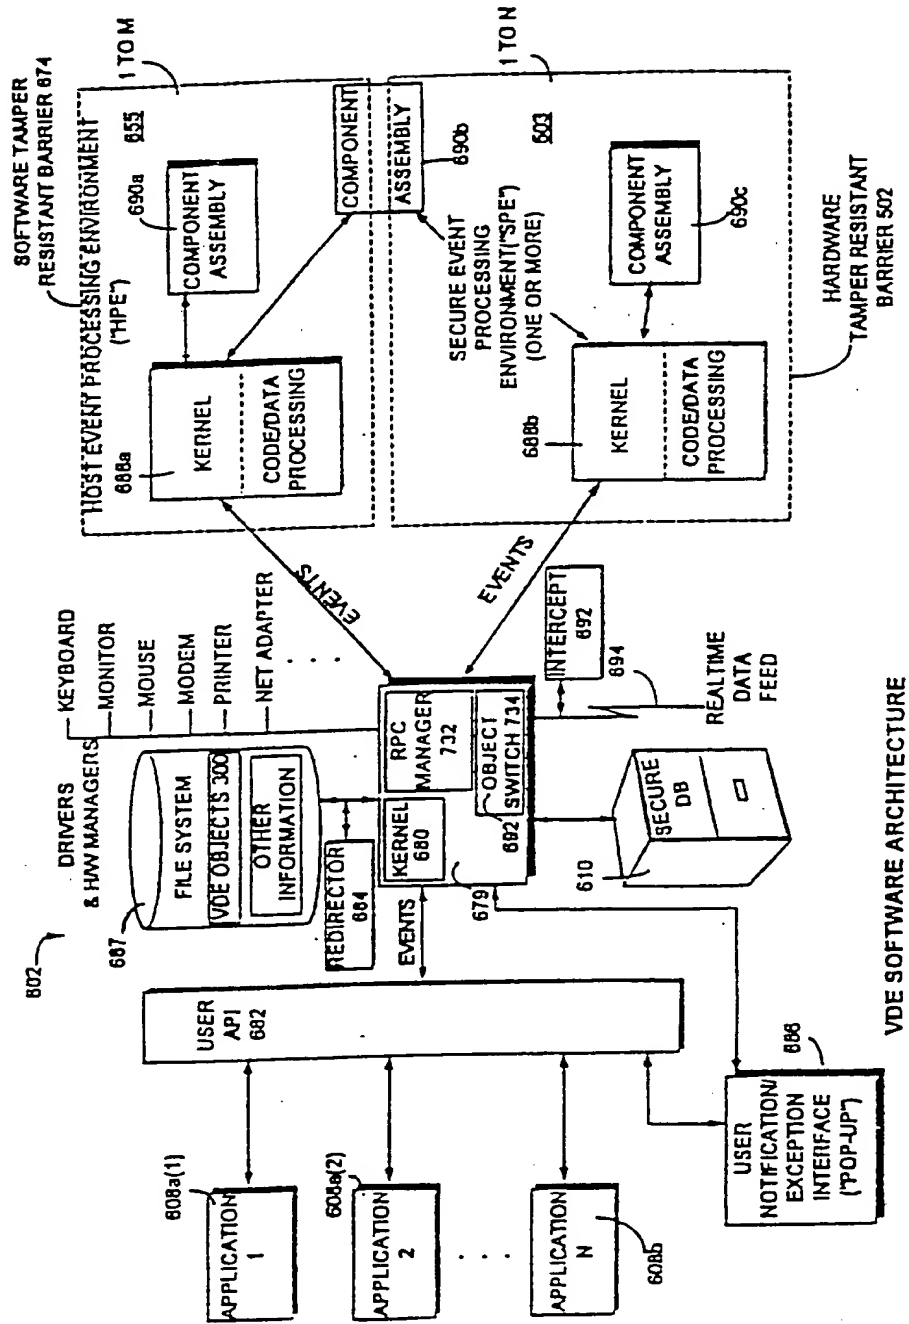 602
DRIVERS
& H/W MANAGERS
KEYBOARD
MONITOR
MOUSE
MODEM
PRINTER
NET ADAPTER
. . . .
SOFTWARE TAMPER
RESISTANT BARRIER 674
HOST EVENT PROCESSING ENVIRONMENT
("HPE")
655
1 TO M
688a
KERNEL
CODE/DATA
PROCESSING
690a
COMPONENT
ASSEMBLY
COMPONENT
ASSEMBLY
690b
687
FILE SYSTEM
VDE OBJECTS 300
OTHER
INFORMATION
REDIRECTOR
684
EVENTS
EVENTS
EVENTS
KERNEL
680
RPC
MANAGER
732
OBJECT
SWITCH 734
692
679
INTERCEPT
692
694
REALTIME
DATA
FEED
SECURE
DB
610
603
1 TO N
SECURE EVENT
PROCESSING
ENVIRONMENT("SPE")
(ONE OR MORE)
688b
KERNEL
CODE/DATA
PROCESSING
COMPONENT
ASSEMBLY
690c
HARDWARE
TAMPER RESISTANT
BARRIER 502
USER
API
682
608a(1)
APPLICATION
1
608a(2)
APPLICATION
2
. . . .
APPLICATION
N
608b
686
USER
NOTIFICATION/
EXCEPTION
INTERFACE
("POP-UP")
VDE SOFTWARE ARCHITECTURE